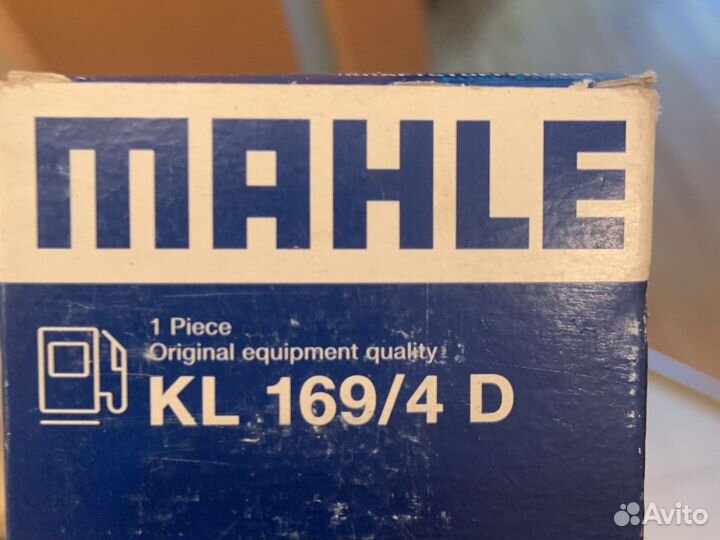 MAHLE
1 Piece
Original equipment quality
KL 169/4 D
Avito